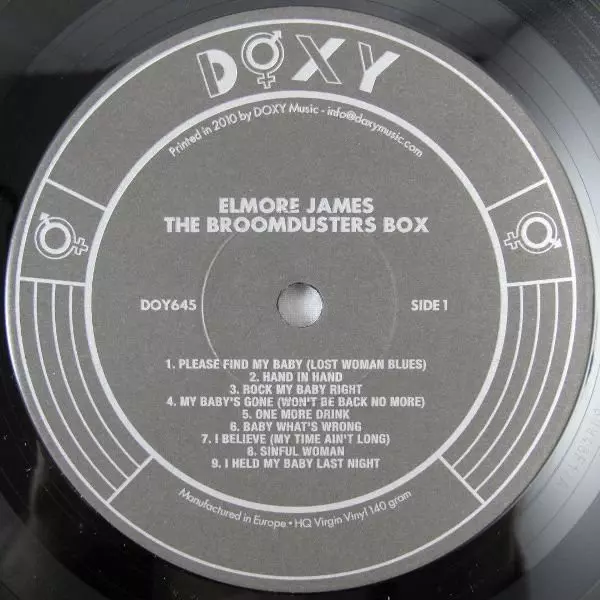 DOXY
Printed in 2010 by DOXY Music - info@doxymusic.com
ELMORE JAMES
THE BROOMDUSTERS BOX
DOY645
SIDE 1
1. PLEASE FIND MY BABY (LOST WOMAN BLUES)
2. HAND IN HAND
3. ROCK MY BABY RIGHT
4. MY BABY'S GONE (WON'T BE BACK NO MORE)
5. ONE MORE DRINK
6. BABY WHAT'S WRONG
7. I BELIEVE (MY TIME AIN'T LONG)
8. SINFUL WOMAN
9. I HELD MY BABY LAST NIGHT
Manufactured in Europe • HQ Virgin Vinyl 140 gram